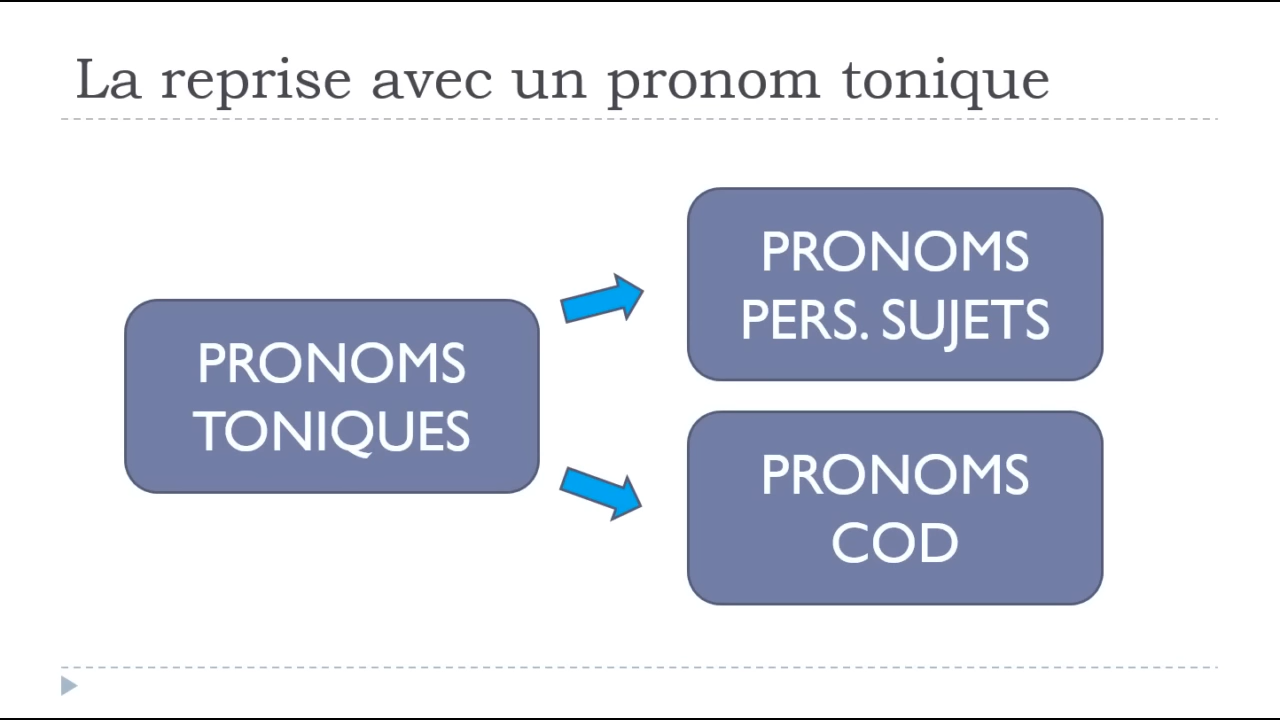 La reprise avec un pronom tonique
PRONOMS
TONIQUES
PRONOMS
PERS. SUJETS
PRONOMS
COD